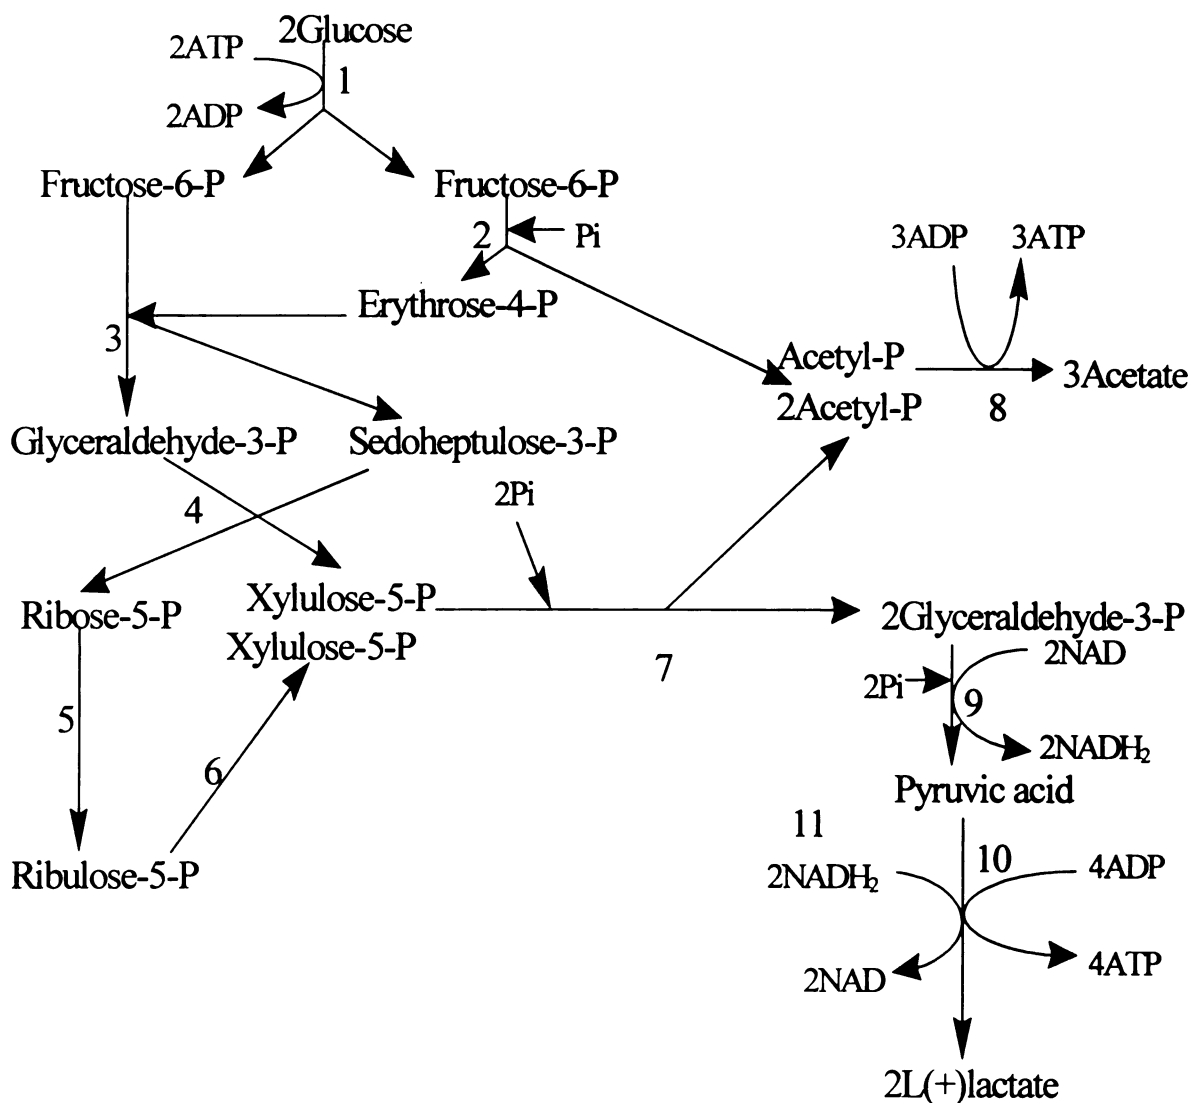 2Glucose
2ATP
1
2ADP
Fructose-6-P
Fructose-6-P
2
Pi
3ADP
3ATP
Erythrose-4-P
3
Acetyl-P
3Acetate
2Acetyl-P
8
Glyceraldehyde-3-P
Sedoheptulose-3-P
2Pi
4
Ribose-5-P
Xylulose-5-P
2Glyceraldehyde-3-P
Xylulose-5-P
7
2NAD
2Pi
9
5
2NADH₂
6
Pyruvic acid
11
10
4ADP
Ribulose-5-P
2NADH₂
2NAD
4ATP
2L(+)lactate